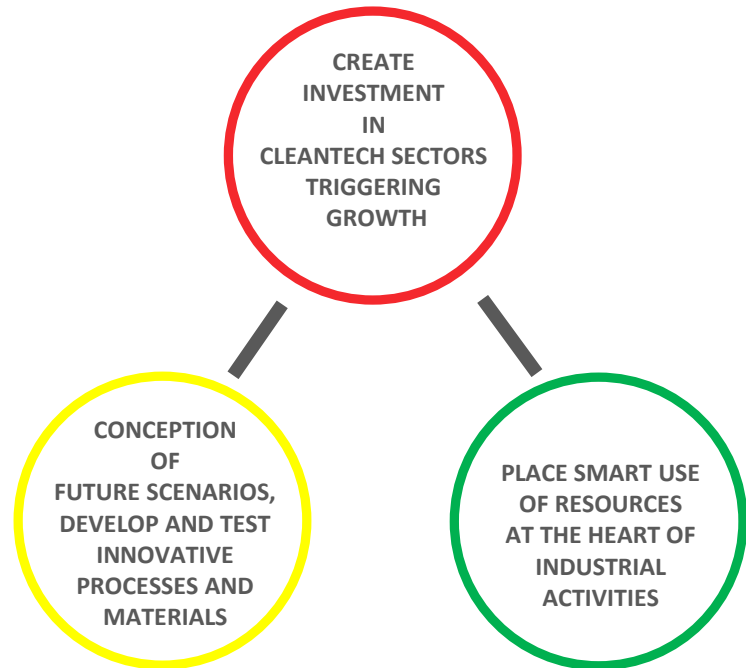 CREATE
INVESTMENT
IN
CLEANTECH SECTORS
TRIGGERING
GROWTH
CONCEPTION
OF
FUTURE SCENARIOS,
DEVELOP AND TEST
INNOVATIVE
PROCESSES AND
MATERIALS
PLACE SMART USE
OF RESOURCES
AT THE HEART OF
INDUSTRIAL
ACTIVITIES